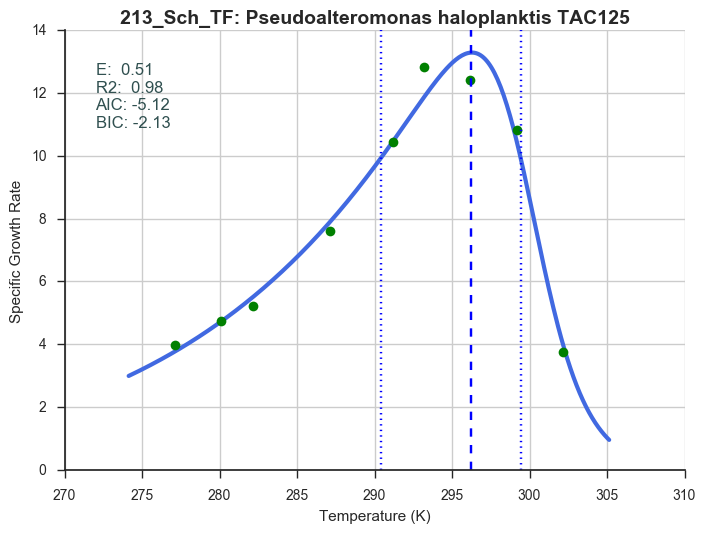 213_Sch_TF: Pseudoalteromonas haloplanktis TAC125
E:  0.51
R2:  0.98
AIC: -5.12
BIC: -2.13
14
12
10
8
6
4
2
0
Specific Growth Rate
270 275 280 285 290 295 300 305 310
Temperature (K)